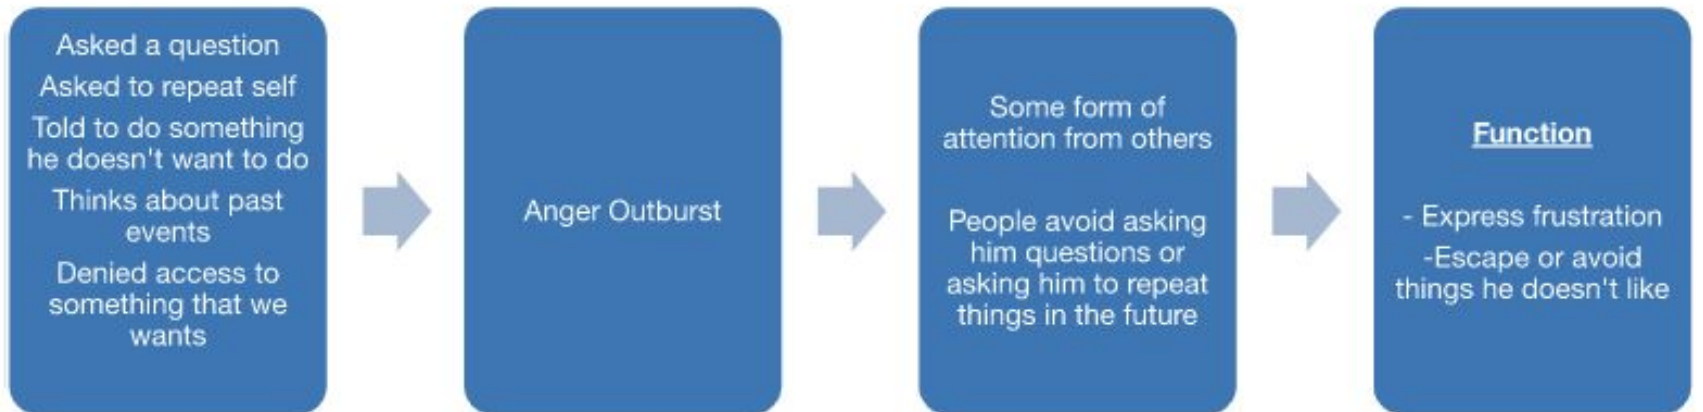 Asked a question
Asked to repeat self
Told to do something
he doesn't want to do
Thinks about past
events
Denied access to
something that we
wants
Anger Outburst
Some form of
attention from others
People avoid asking
him questions or
asking him to repeat
things in the future
Function
- Express frustration
-Escape or avoid
things he doesn't like